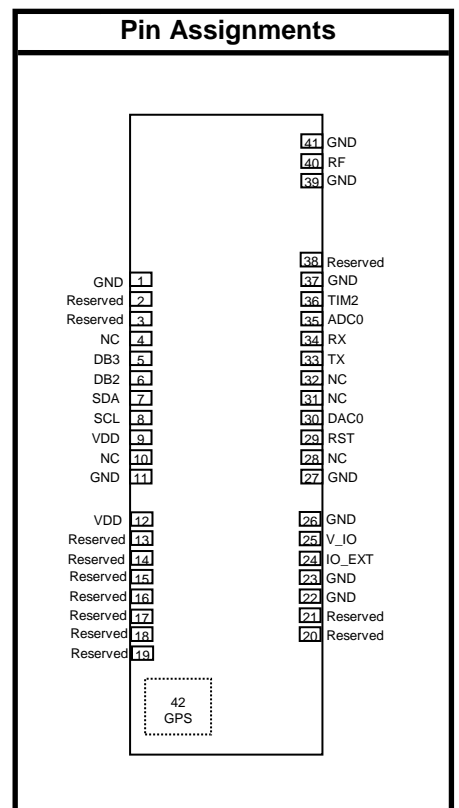 Pin Assignments
41 GND
40 RF
39 GND
38 Reserved
GND 1
37 GND
Reserved 2
36 TIM2
Reserved 3
35 ADC0
NC 4
34 RX
DB3 5
33 TX
DB2 6
32 NC
SDA 7
31 NC
SCL 8
30 DAC0
VDD 9
29 RST
NC 10
28 NC
GND 11
27 GND
VDD 12
26 GND
Reserved 13
25 V_IO
Reserved 14
24 IO_EXT
Reserved 15
23 GND
Reserved 16
22 GND
Reserved 17
21 Reserved
Reserved 18
20 Reserved
Reserved 19
42
GPS